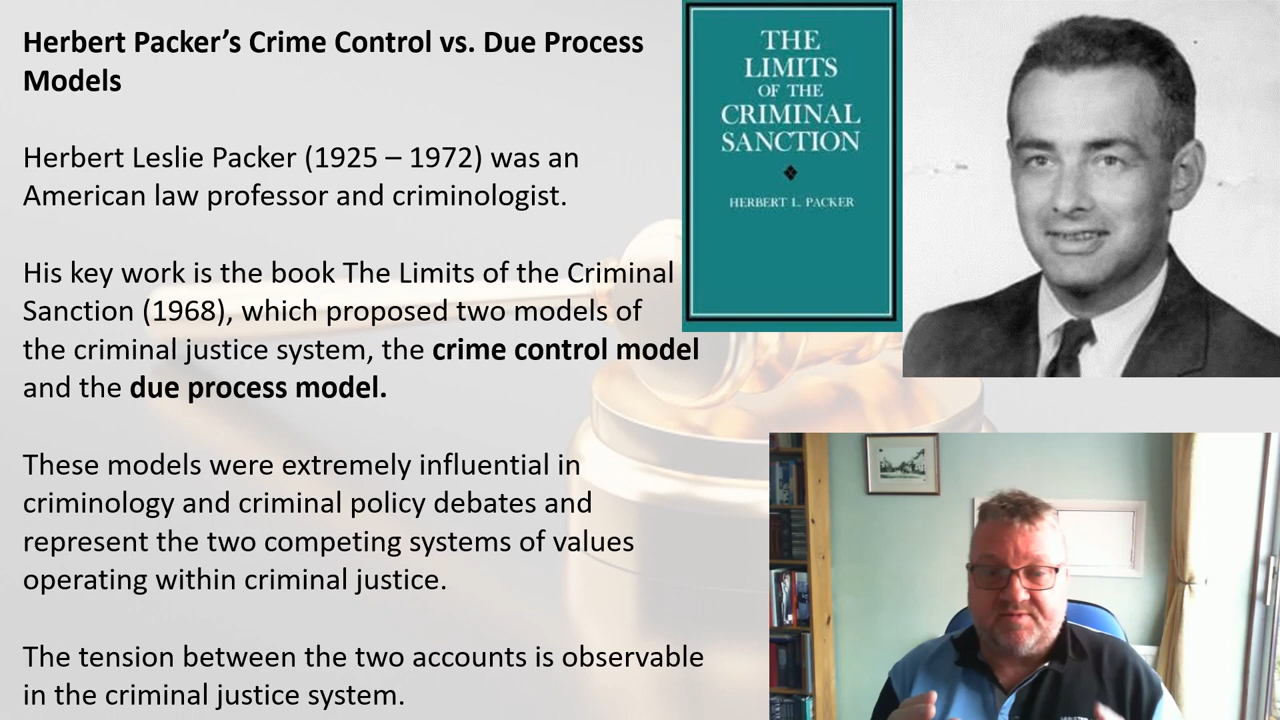 Herbert Packer’s Crime Control vs. Due Process
Models
Herbert Leslie Packer (1925 – 1972) was an
American law professor and criminologist.
His key work is the book The Limits of the Criminal
Sanction (1968), which proposed two models of
the criminal justice system, the crime control model
and the due process model.
These models were extremely influential in
criminology and criminal policy debates and
represent the two competing systems of values
operating within criminal justice.
The tension between the two accounts is observable
in the criminal justice system.
THE
LIMITS
OF THE
CRIMINAL
SANCTION
HERBERT L. PACKER